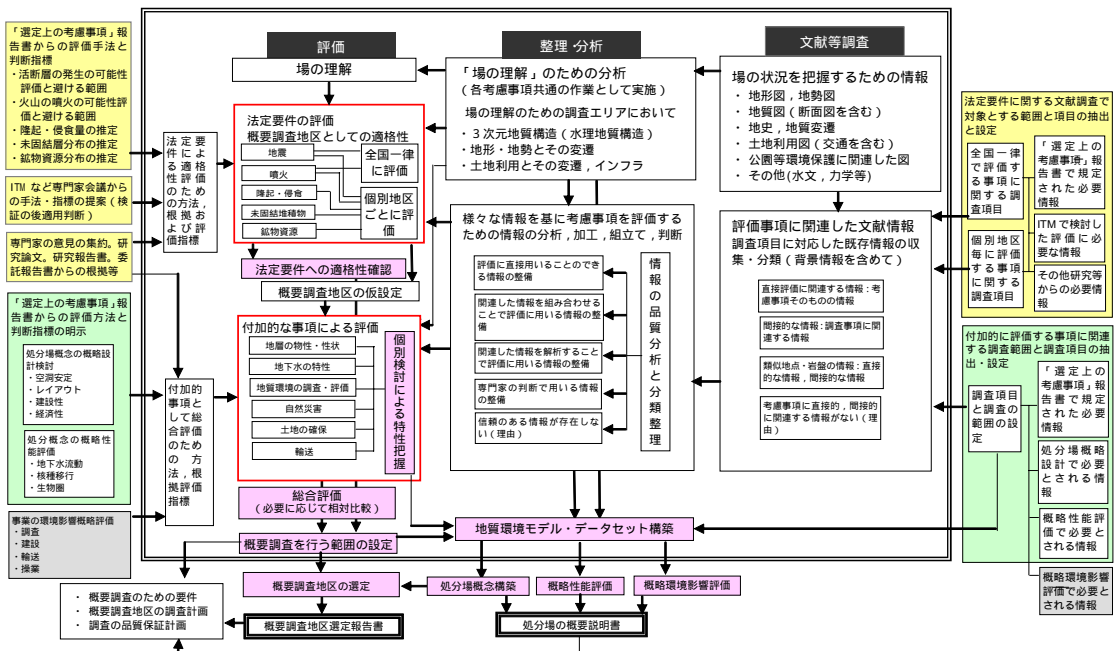 「選定上の考慮事項」報
告書からの評価手法と
判断指標
・活断層の発生の可能性
評価と避ける範囲
・火山の噴火の可能性評
価と避ける範囲
・隆起・侵食量の推定
・未固結層分布の推定
・鉱物資源分布の推定
ITM など専門家会議から
の手法・指標の提案（検
証の後適用判断）
専門家の意見の集約。研
究論文。研究報告書。委
託報告書からの根拠等
「選定上の考慮事項」報
告書からの評価方法と
判断指標の明示
処分場概念の概略設
計検討
・空洞安定
・レイアウト
・建設性
・経済性
処分概念の概略性
能評価
・地下水流動
・核種移行
・生物圏
事業の環境影響概略評価
・調査
・建設
・輸送
・操業
法定要
件によ
る適格
性評価
のため
の方法,
根拠お
よび評
価指標
付加的
事項と
して総
合評価
のため
の方
法,根
拠評価
指標
評価
場の理解
法定要件の評価
概要調査地区としての適格性
地震
噴火
隆起・侵食
未固結堆積物
鉱物資源
全国一律
に評価
個別地区
ごとに評
価
法定要件への適格性確認
概要調査地区の仮設定
付加的な事項による評価
地層の物性・性状
地下水の特性
地質環境の調査・評価
自然災害
土地の確保
輸送
個別検討による特性把握
総合評価
(必要に応じて相対比較)
概要調査を行う範囲の設定
概要調査地区の選定
概要調査地区選定報告書
・ 概要調査のための要件
・ 概要調査地区の調査計画
・ 調査の品質保証計画
整理・分析
「場の理解」のための分析
(各考慮事項共通の作業として実施)
場の理解のための調査エリアにおいて
・３次元地質構造(水理地質構造)
・地形・地勢とその変遷
・土地利用とその変遷,インフラ
様々な情報を基に考慮事項を評価する
ための情報の分析,加工,組立て,判断
評価に直接用いることのでき
る情報の整備
関連した情報を組み合わせる
ことで評価に用いる情報の整
備
関連した情報を解析すること
で評価に用いる情報の整備
専門家の判断で用いる情報
の整備
信頼のある情報が存在しな
い(理由)
情報の品質分析と分類整理
地質環境モデル・データセット構築
処分場概念構築
概略性能評価
概略環境影響評価
処分場の概要説明書
文献等調査
場の状況を把握するための情報
・ 地形図,地勢図
・ 地質図(断面図を含む)
・ 地史,地質変遷
・ 土地利用図(交通を含む)
・ 公園等環境保護に関連した図
・ その他(水文,力学等)
評価事項に関連した文献情報
調査項目に対応した既存情報の収
集・分類(背景情報を含めて)
直接評価に関連する情報:考
慮事項そのものの情報
間接的な情報:調査事項に関
連する情報
類似地点・岩盤の情報:直接
的な情報,間接的な情報
考慮事項に直接的,間接的
に関連する情報がない(理
由)
法定要件に関する文献調査で
対象とする範囲と項目の抽出
と設定
全国一律
で評価す
る事項に
関する調
査項目
個別地区
毎に評価
する事項
に関する
調査項目
「選定上の
考慮事項」報
告書で規定
された必要
情報
ITMで検討
した評価に必
要な情報
その他研究等
からの必要情
報
付加的に評価する事項に関連
する調査範囲と調査項目の抽
出・設定
調査項目
と調査の
範囲の設
定
「選定上の
考慮事項」報
告書で規定
された必要
情報
処分場概略
設計で必要
とされる情
報
概略性能評
価で必要と
される情報
概略環境影響
評価で必要と
される情報